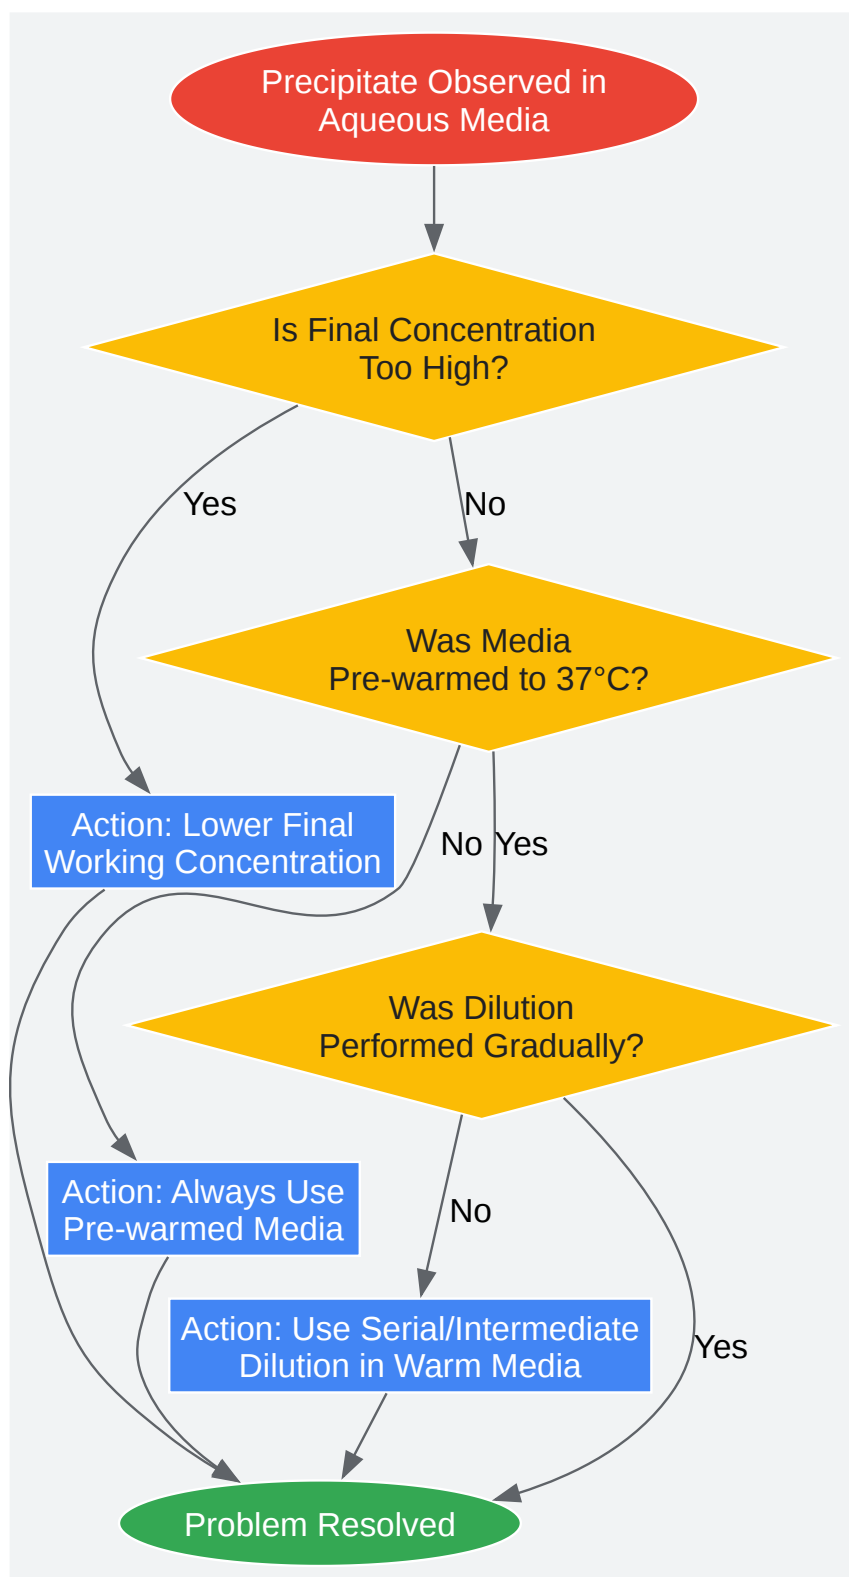 Precipitate Observed in
Aqueous Media
Is Final Concentration
Too High?
Yes
No
Was Media
Pre-warmed to 37°C?
Action: Lower Final
Working Concentration
No
Yes
Was Dilution
Performed Gradually?
Action: Always Use
Pre-warmed Media
No
Action: Use Serial/Intermediate
Dilution in Warm Media
Yes
Problem Resolved